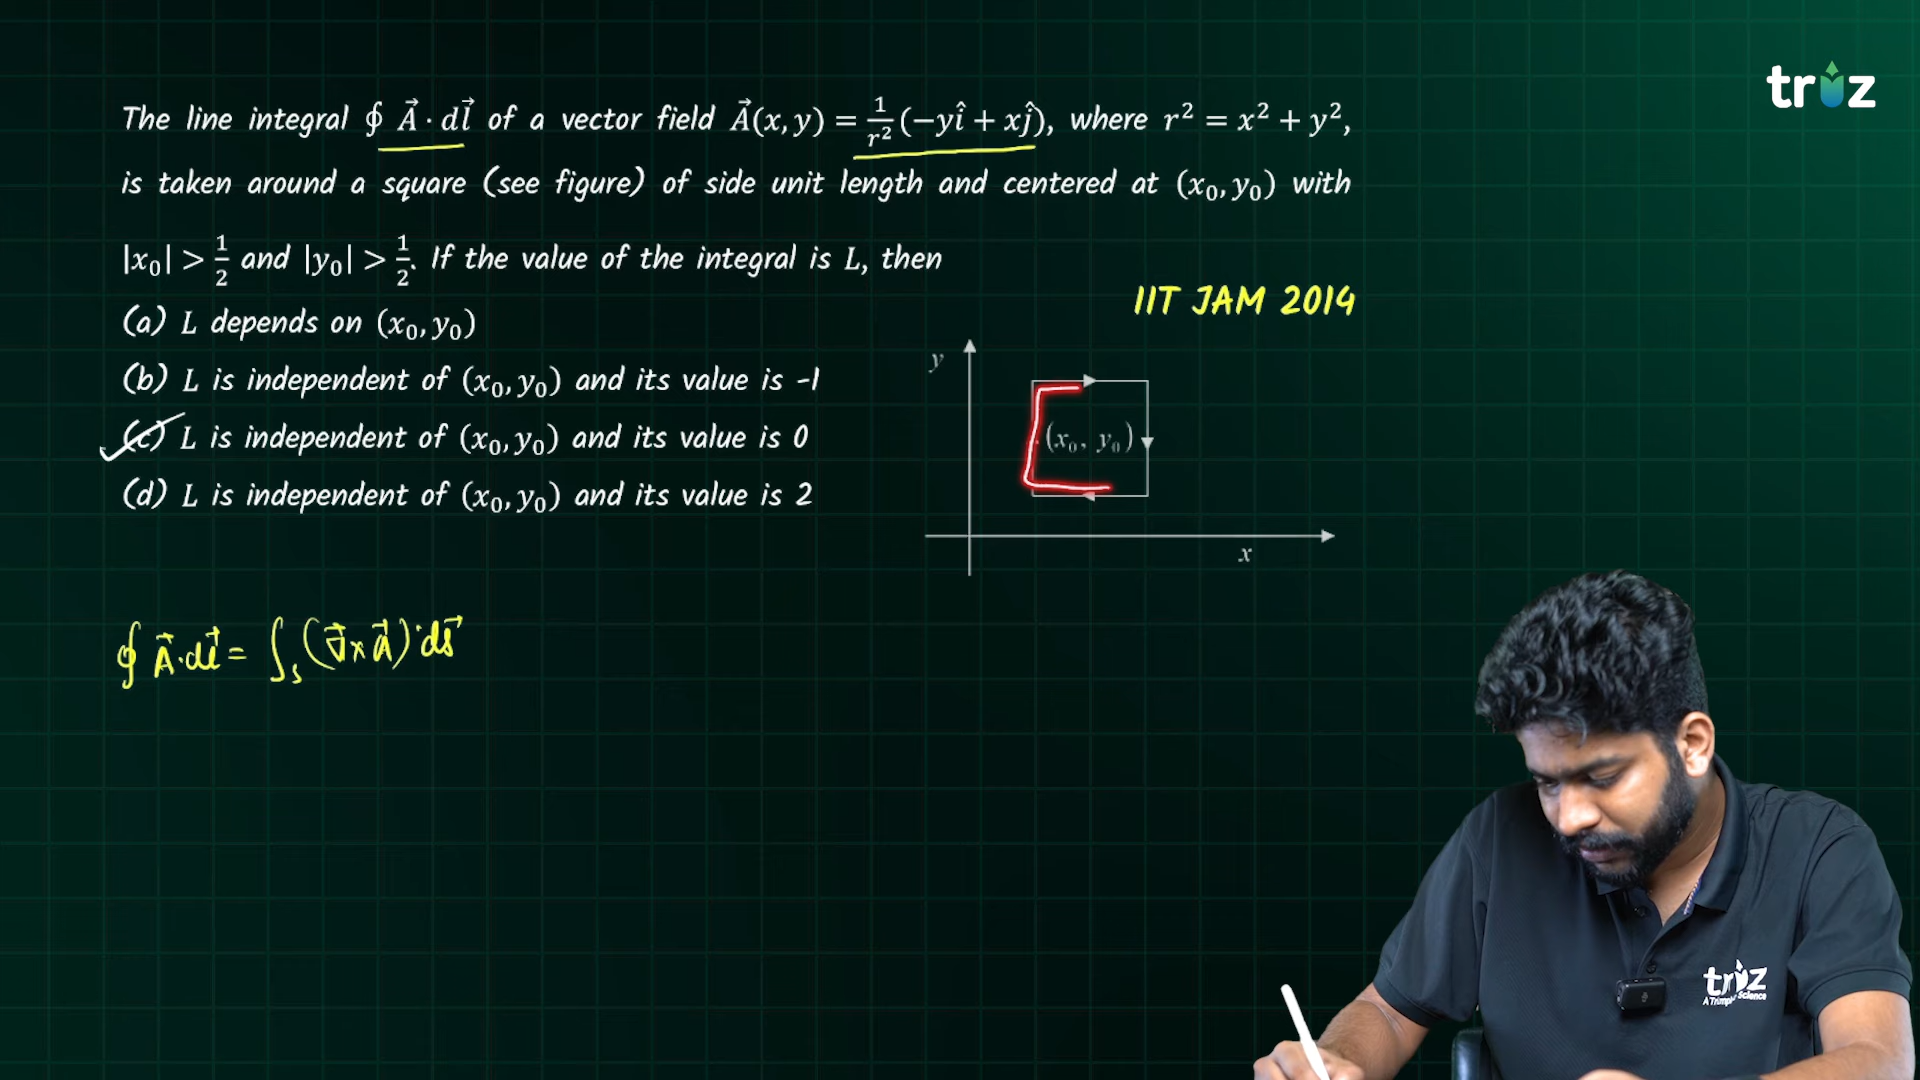 truz
The line integral ∮ A⃗ · dl⃗ of a vector field A⃗(x, y) = 1/r² (−yî + xĵ), where r² = x² + y²,
is taken around a square (see figure) of side unit length and centered at (x₀, y₀) with
|x₀| > 1/2 and |y₀| > 1/2. If the value of the integral is L, then
IIT JAM 2014
(a) L depends on (x₀, y₀)
(b) L is independent of (x₀, y₀) and its value is -1
(c) L is independent of (x₀, y₀) and its value is 0
(d) L is independent of (x₀, y₀) and its value is 2
y
(x₀, y₀)
x
∮ A⃗·dl⃗ = ∫ₛ (∇⃗×A⃗)·ds⃗
truz